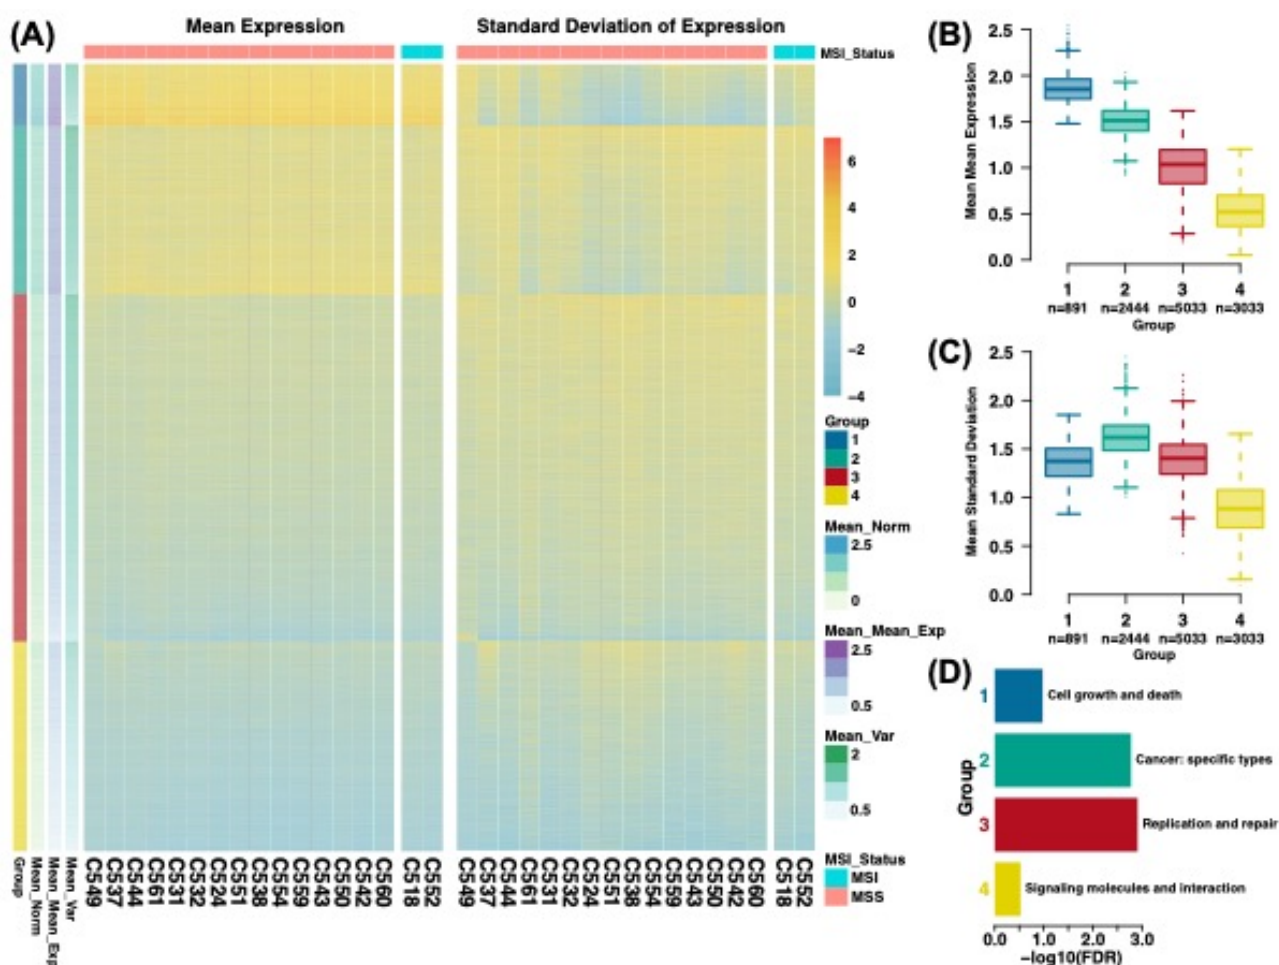 (A)
Mean Expression
Standard Deviation of Expression
MSI_Status
6
4
2
0
−2
−4
Group
1
2
3
4
Mean_Norm
2.5
0
Mean_Mean_Exp
2.5
0.5
Mean_Var
2
0.5
MSI_Status
MSI
MSS
Group
Mean_Norm
Mean_Mean_Exp
Mean_Var
C549
C537
C544
C561
C531
C532
C524
C551
C538
C554
C559
C543
C550
C542
C560
C518
C552
C549
C537
C544
C561
C531
C532
C524
C551
C538
C554
C559
C543
C550
C542
C560
C518
C552
(B)
Mean Mean Expression
2.5
2.0
1.5
1.0
0.5
0.0
1 2 3 4
n=891 n=2444 n=5033 n=3033
Group
(C)
Mean Standard Deviation
2.5
2.0
1.5
1.0
0.5
0.0
1 2 3 4
n=891 n=2444 n=5033 n=3033
Group
(D)
Group
1 Cell growth and death
2 Cancer: specific types
3 Replication and repair
4 Signaling molecules and interaction
0.0 1.0 2.0 3.0
−log10(FDR)